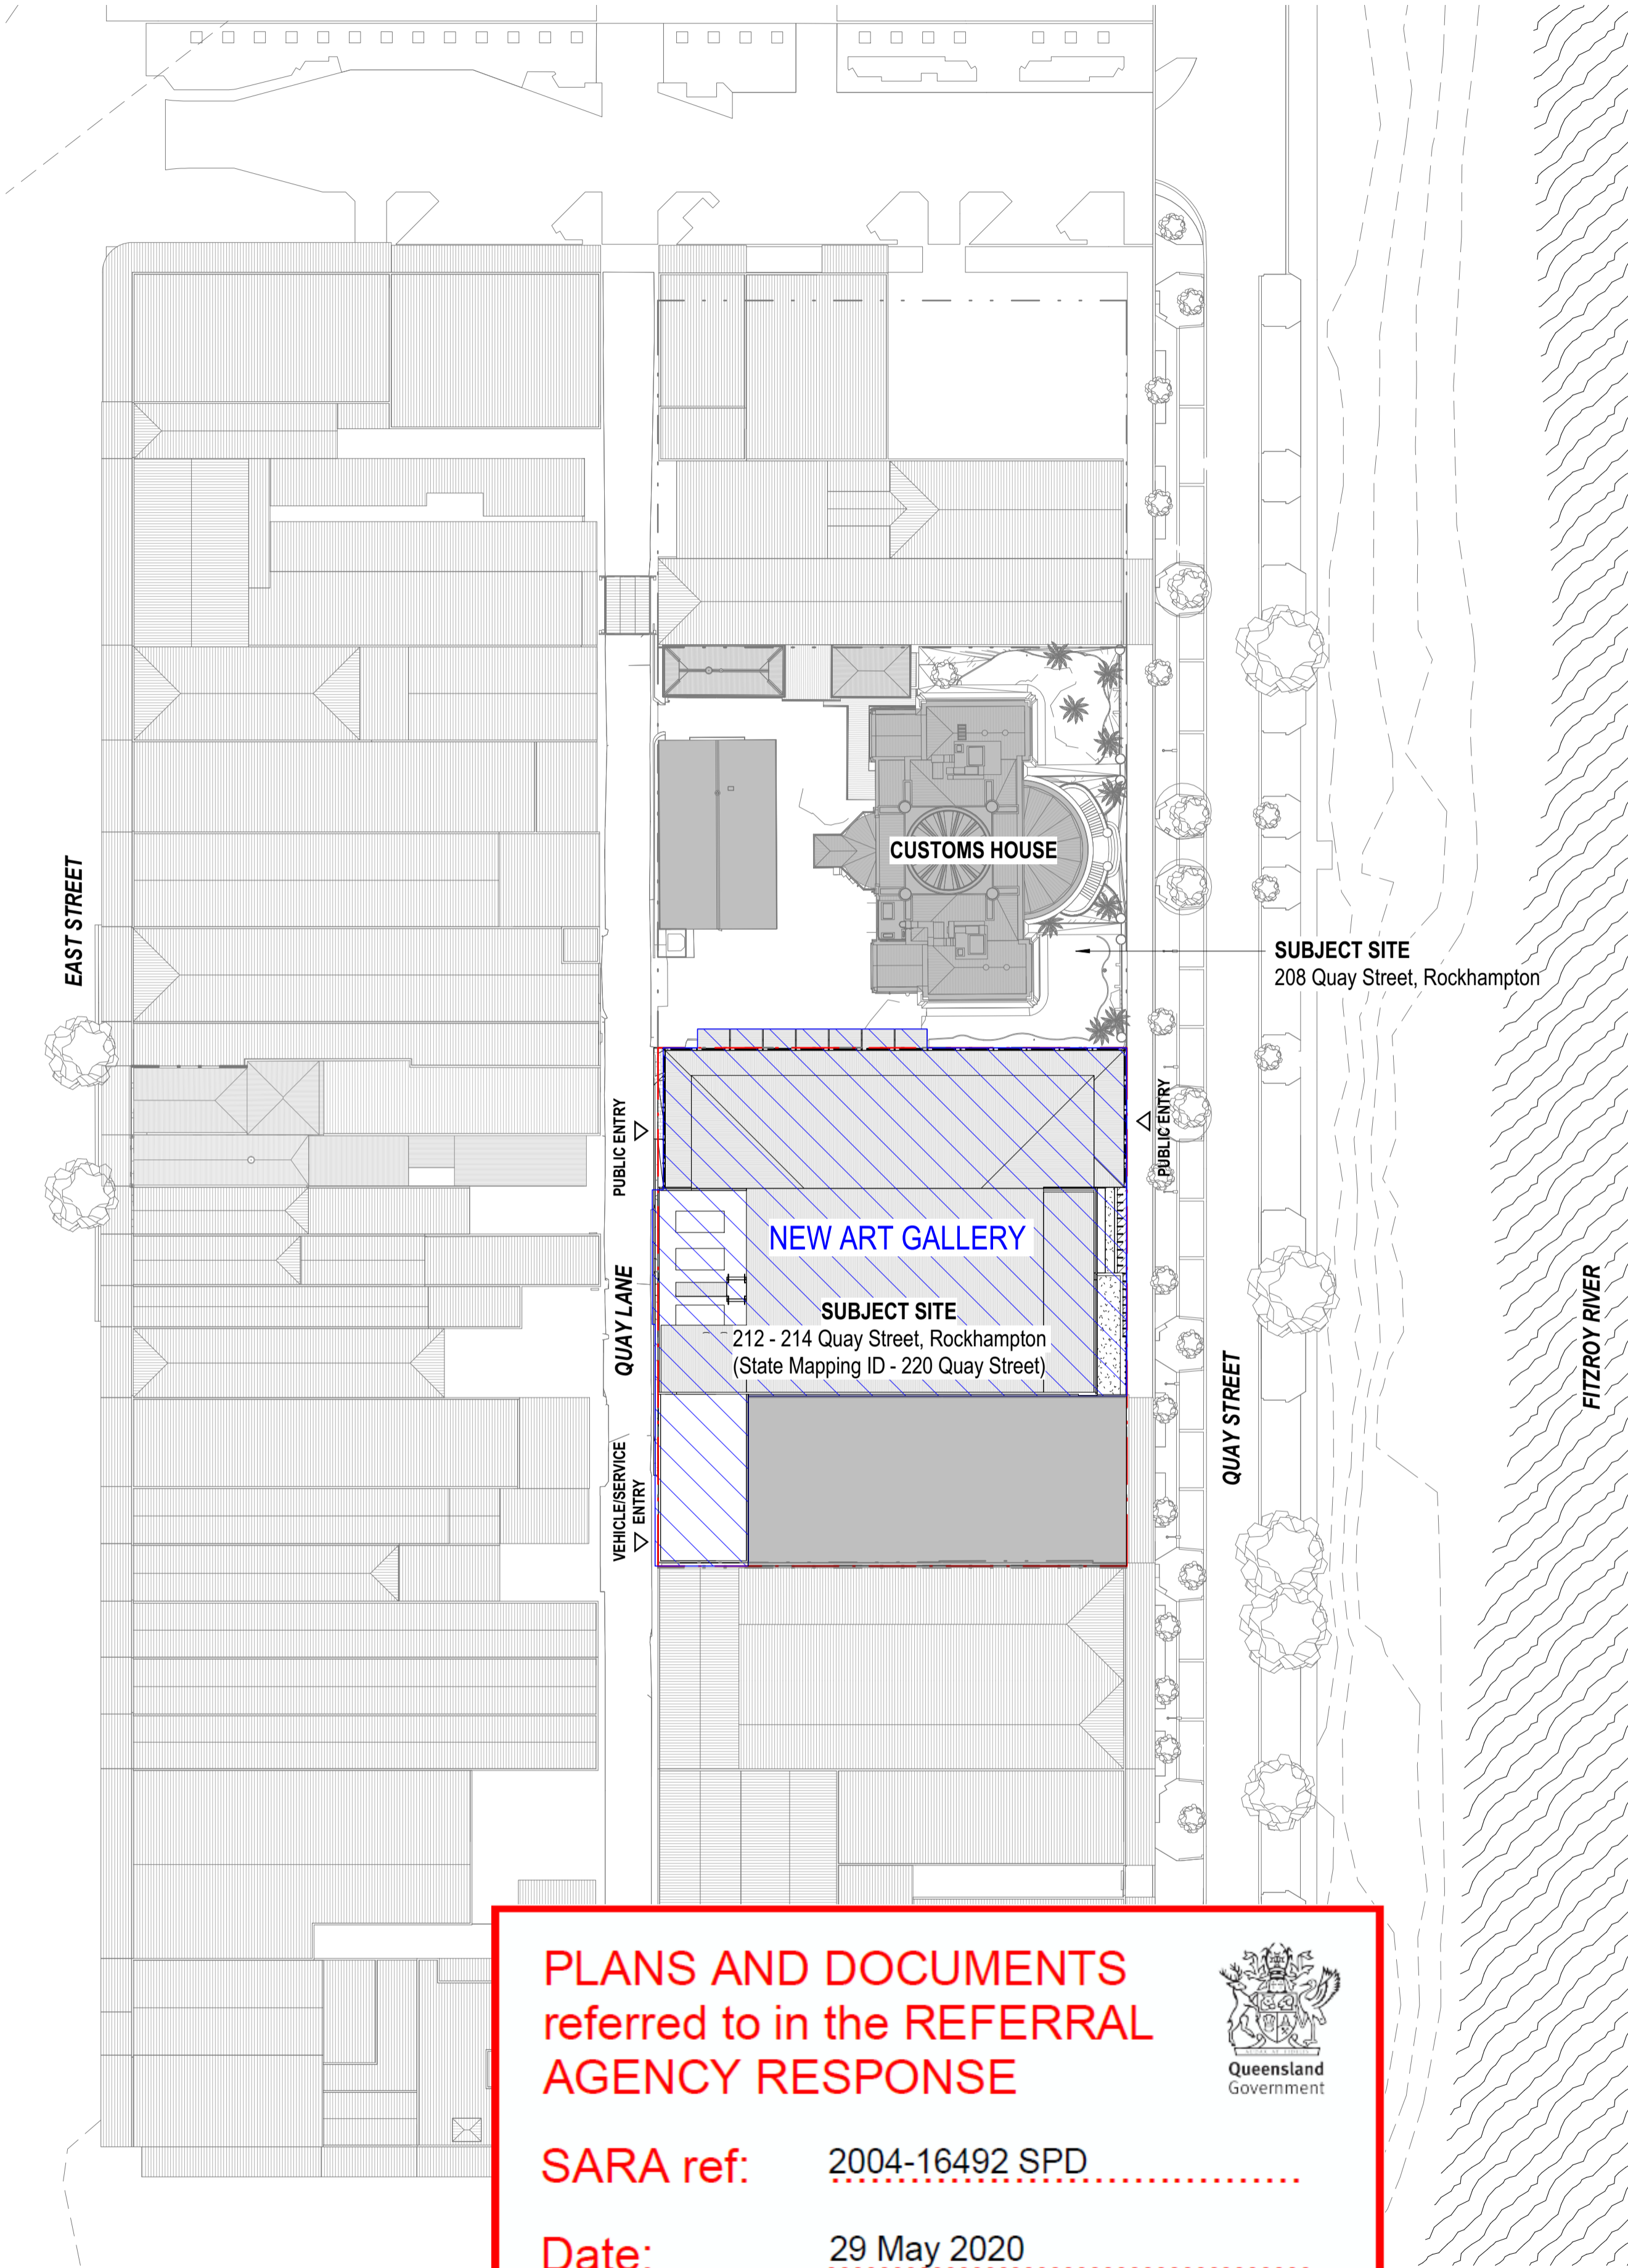 CUSTOMS HOUSE
EAST STREET
SUBJECT SITE
208 Quay Street, Rockhampton
PUBLIC ENTRY
PUBLIC ENTRY
NEW ART GALLERY
SUBJECT SITE
212 - 214 Quay Street, Rockhampton
(State Mapping ID - 220 Quay Street)
QUAY LANE
QUAY STREET
FITZROY RIVER
VEHICLE/SERVICE
ENTRY
PLANS AND DOCUMENTS
referred to in the REFERRAL
AGENCY RESPONSE
Queensland
Government
SARA ref: 2004-16492 SPD
Date: 29 May 2020